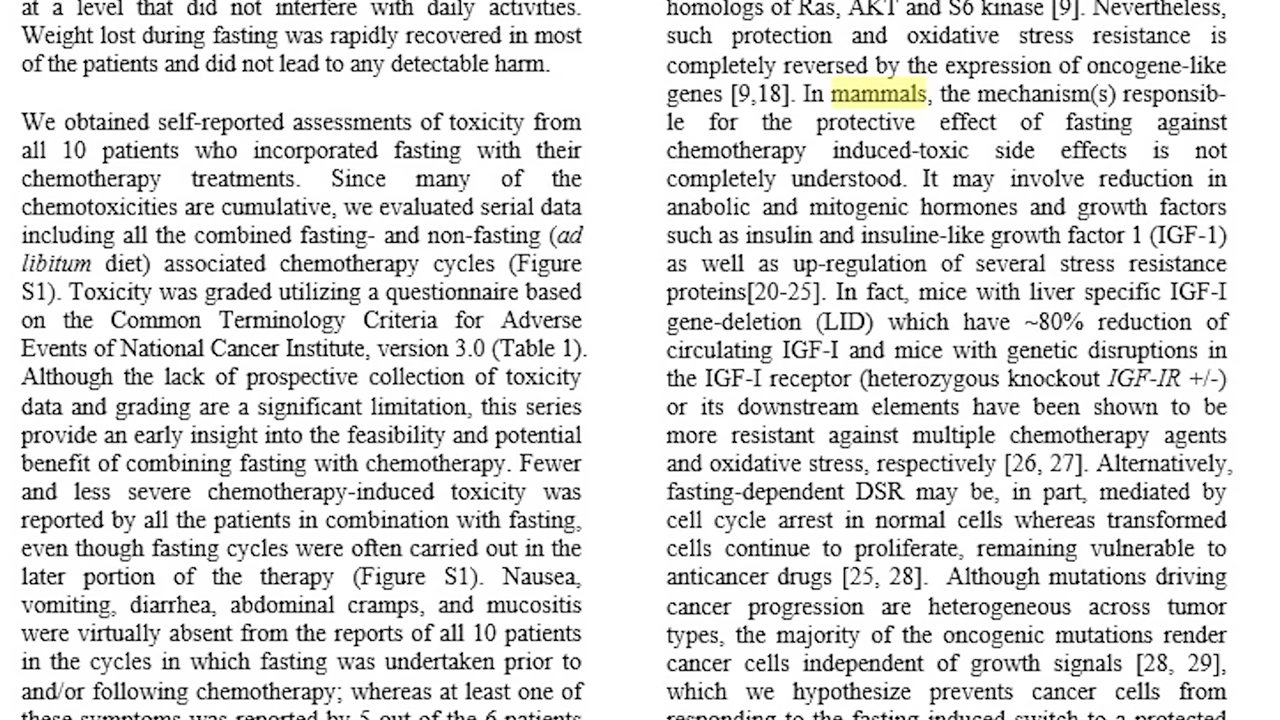 at a level that did not interfere with daily activities.
Weight lost during fasting was rapidly recovered in most
of the patients and did not lead to any detectable harm.
We obtained self-reported assessments of toxicity from
all 10 patients who incorporated fasting with their
chemotherapy treatments. Since many of the
chemotoxicities are cumulative, we evaluated serial data
including all the combined fasting- and non-fasting (ad
libitum diet) associated chemotherapy cycles (Figure
S1). Toxicity was graded utilizing a questionnaire based
on the Common Terminology Criteria for Adverse
Events of National Cancer Institute, version 3.0 (Table 1).
Although the lack of prospective collection of toxicity
data and grading are a significant limitation, this series
provide an early insight into the feasibility and potential
benefit of combining fasting with chemotherapy. Fewer
and less severe chemotherapy-induced toxicity was
reported by all the patients in combination with fasting,
even though fasting cycles were often carried out in the
later portion of the therapy (Figure S1). Nausea,
vomiting, diarrhea, abdominal cramps, and mucositis
were virtually absent from the reports of all 10 patients
in the cycles in which fasting was undertaken prior to
and/or following chemotherapy; whereas at least one of
these symptoms was reported by 5 out of the 6 patients
homologs of Ras, AKT and S6 kinase [9]. Nevertheless,
such protection and oxidative stress resistance is
completely reversed by the expression of oncogene-like
genes [9,18]. In mammals, the mechanism(s) responsib-
le for the protective effect of fasting against
chemotherapy induced-toxic side effects is not
completely understood. It may involve reduction in
anabolic and mitogenic hormones and growth factors
such as insulin and insuline-like growth factor 1 (IGF-1)
as well as up-regulation of several stress resistance
proteins[20-25]. In fact, mice with liver specific IGF-I
gene-deletion (LID) which have ~80% reduction of
circulating IGF-I and mice with genetic disruptions in
the IGF-I receptor (heterozygous knockout IGF-IR +/-)
or its downstream elements have been shown to be
more resistant against multiple chemotherapy agents
and oxidative stress, respectively [26, 27]. Alternatively,
fasting-dependent DSR may be, in part, mediated by
cell cycle arrest in normal cells whereas transformed
cells continue to proliferate, remaining vulnerable to
anticancer drugs [25, 28]. Although mutations driving
cancer progression are heterogeneous across tumor
types, the majority of the oncogenic mutations render
cancer cells independent of growth signals [28, 29],
which we hypothesize prevents cancer cells from
responding to the fasting induced switch to a protected